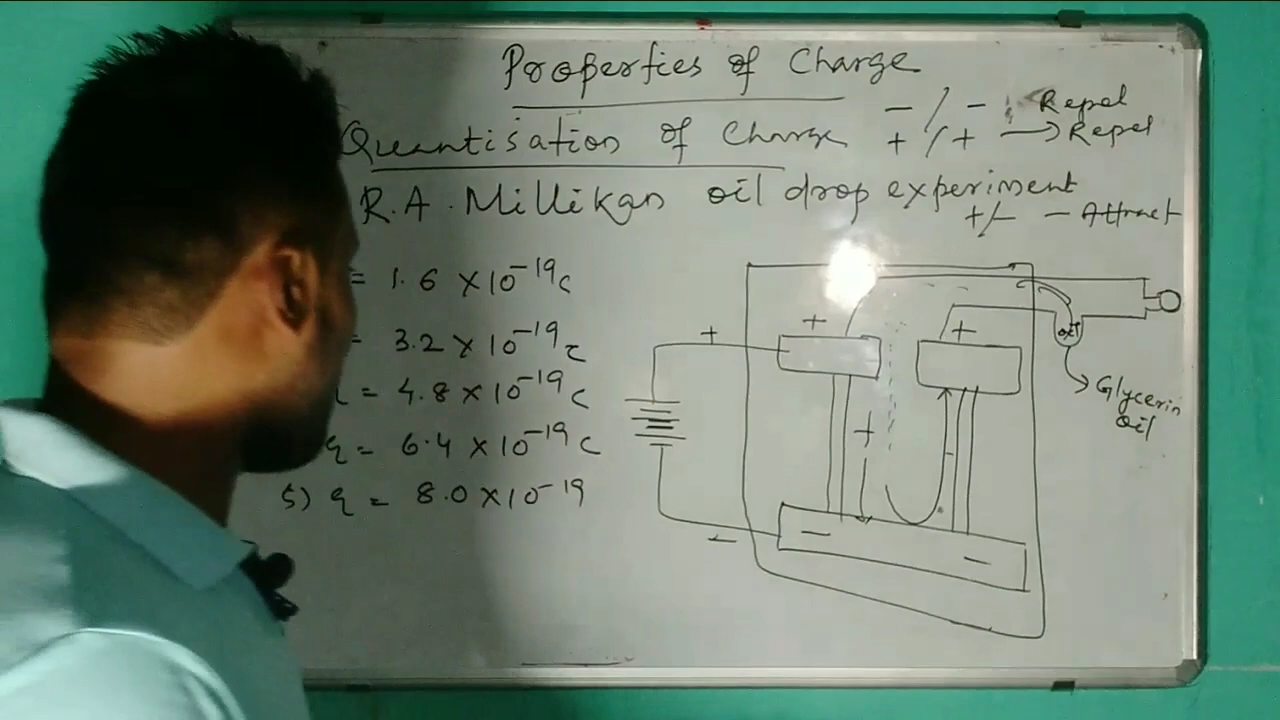 Properties of Charge
- / - Repel
Quantisation of Charge + / + → Repel
R.A. Millikan oil drop experiment
+/- - Attract
= 1.6 × 10⁻¹⁹ C
= 3.2 × 10⁻¹⁹ C
= 4.8 × 10⁻¹⁹ C
q = 6.4 × 10⁻¹⁹ C
5) q = 8.0 × 10⁻¹⁹
+ + +
oil
Glycerin
oil
+
-
- - -